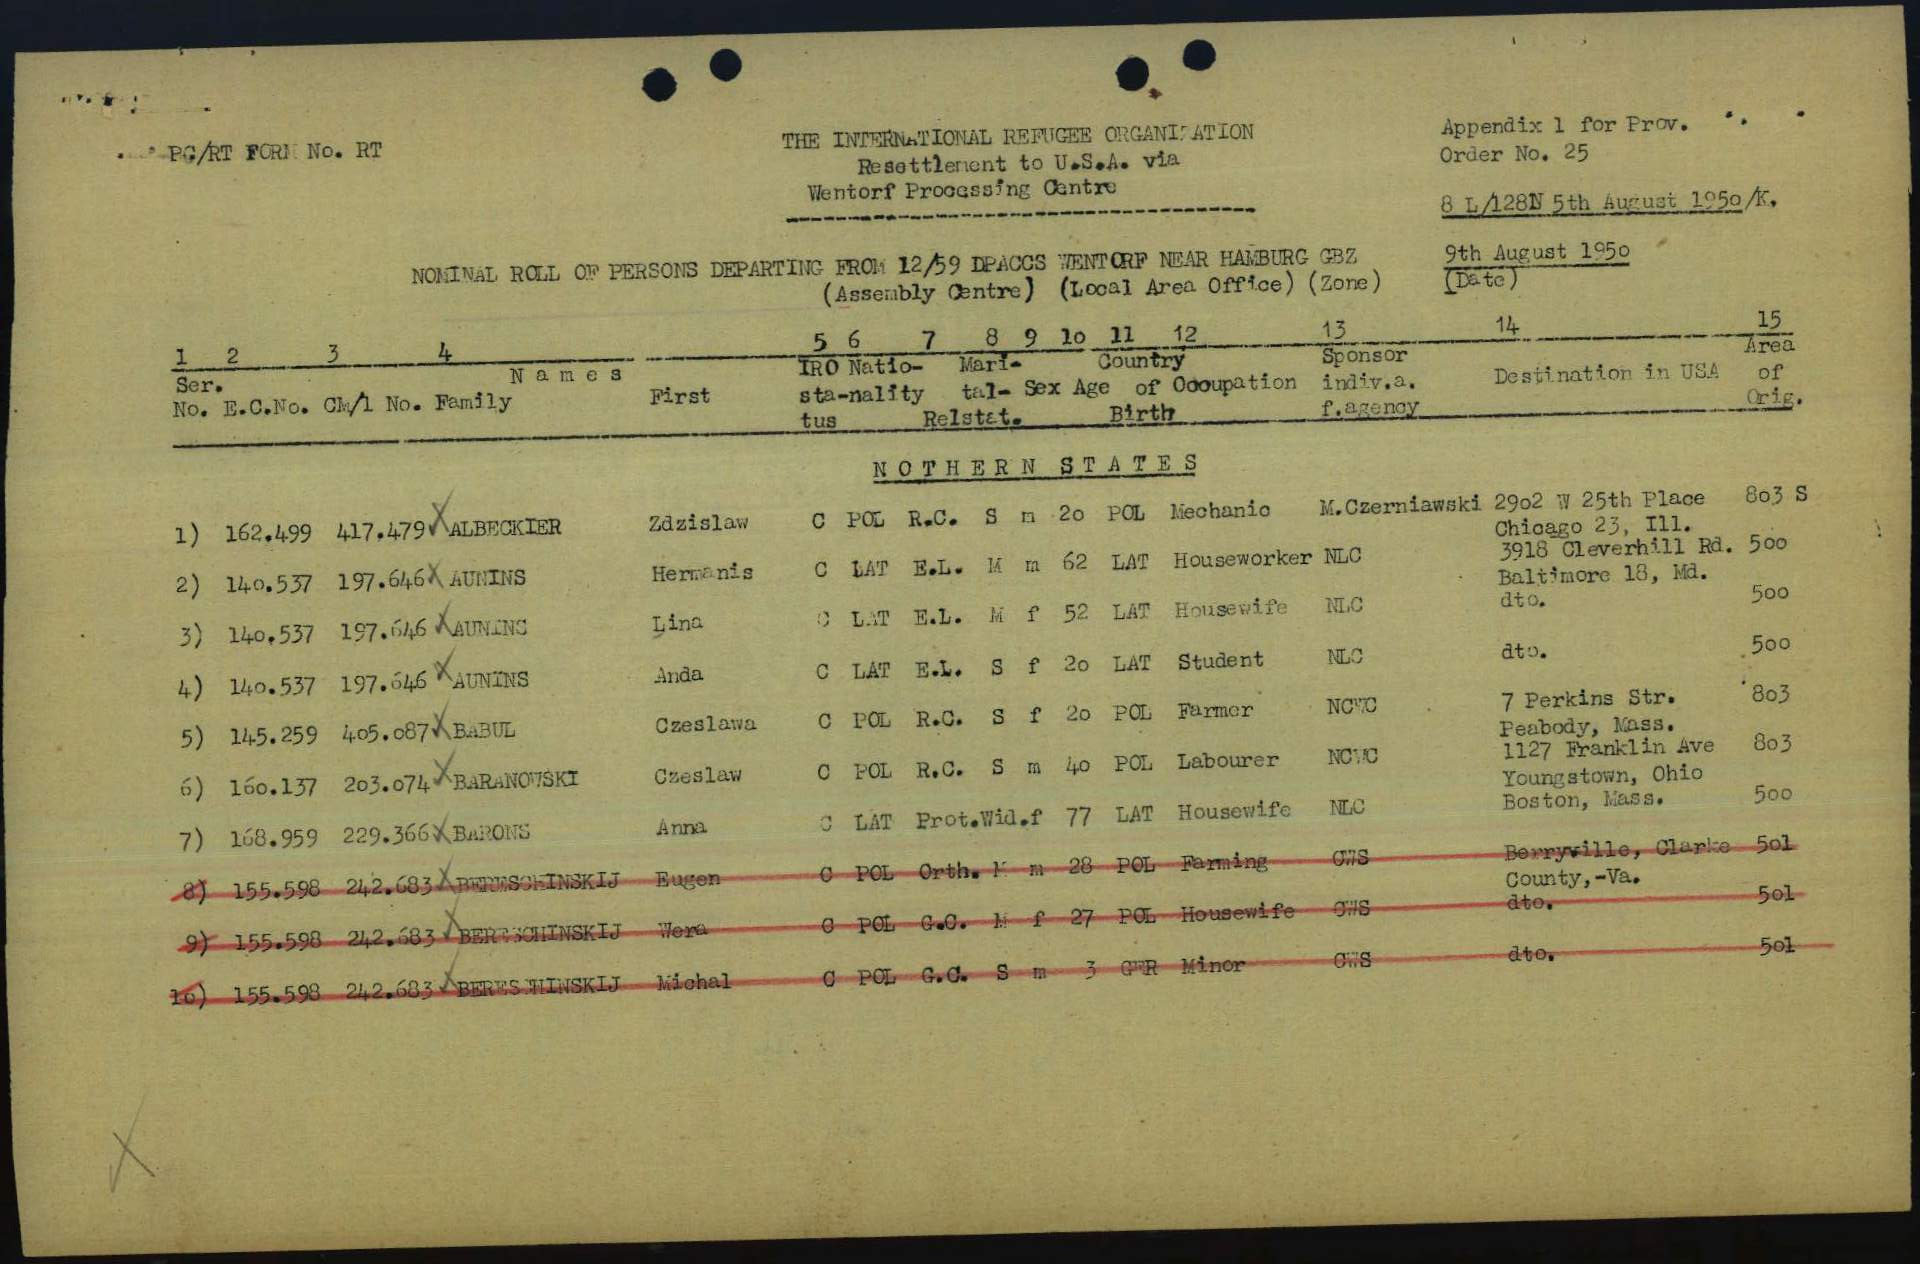 PC/RT FORM No. RT
THE INTERNATIONAL REFUGEE ORGANIZATION
Resettlement to U.S.A. via
Wentorf Processing Centre
Appendix 1 for Prov.
Order No. 25
8 L/128N 5th August 1950/K.
9th August 1950
(Date)
NOMINAL ROLL OF PERSONS DEPARTING FROM 12/59 DPACCS WENTORF NEAR HAMBURG GBZ
(Assembly Centre) (Local Area Office) (Zone)
1 2 3 4 5 6 7 8 9 10 11 12 13 14 15
Ser. Names IRO Natio- Mari- Country Sponsor Destination in USA Area
No. E.C.No. CM/1 No. Family First sta-nality tal- Sex Age of Occupation indiv.a. of
tus Relstat. Birth f.agency Orig.
NOTHERN STATES
1) 162.499 417.479 ALBECKIER Zdzislaw C POL R.C. S m 20 POL Mechanic M.Czerniawski 2902 W 25th Place 803 S
Chicago 23, Ill.
2) 140.537 197.646 AUNINS Hermanis C LAT E.L. M m 62 LAT Houseworker NLC 3918 Cleverhill Rd. 500
Baltimore 18, Md.
3) 140.537 197.646 AUNINS Lina C LAT E.L. M f 52 LAT Housewife NLC dto. 500
4) 140.537 197.646 AUNINS Anda C LAT E.L. S f 20 LAT Student NLC dto. 500
5) 145.259 405.087 BABUL Czeslawa C POL R.C. S f 20 POL Farmer NCWC 7 Perkins Str. 803
Peabody, Mass.
6) 160.137 203.074 BARANOWSKI Czeslaw C POL R.C. S m 40 POL Labourer NCWC 1127 Franklin Ave 803
Youngstown, Ohio
7) 168.959 229.366 BARONS Anna C LAT Prot.Wid.f 77 LAT Housewife NLC Boston, Mass. 500
8) 155.598 242.683 BERESCHINSKIJ Eugen C POL Orth. M m 28 POL Farming CWS Berryville, Clarke 501
County,-Va.
9) 155.598 242.683 BERESCHINSKIJ Wera C POL G.C. M f 27 POL Housewife CWS dto. 501
10) 155.598 242.683 BERESCHINSKIJ Michal C POL G.C. S m 3 GER Minor CWS dto. 501